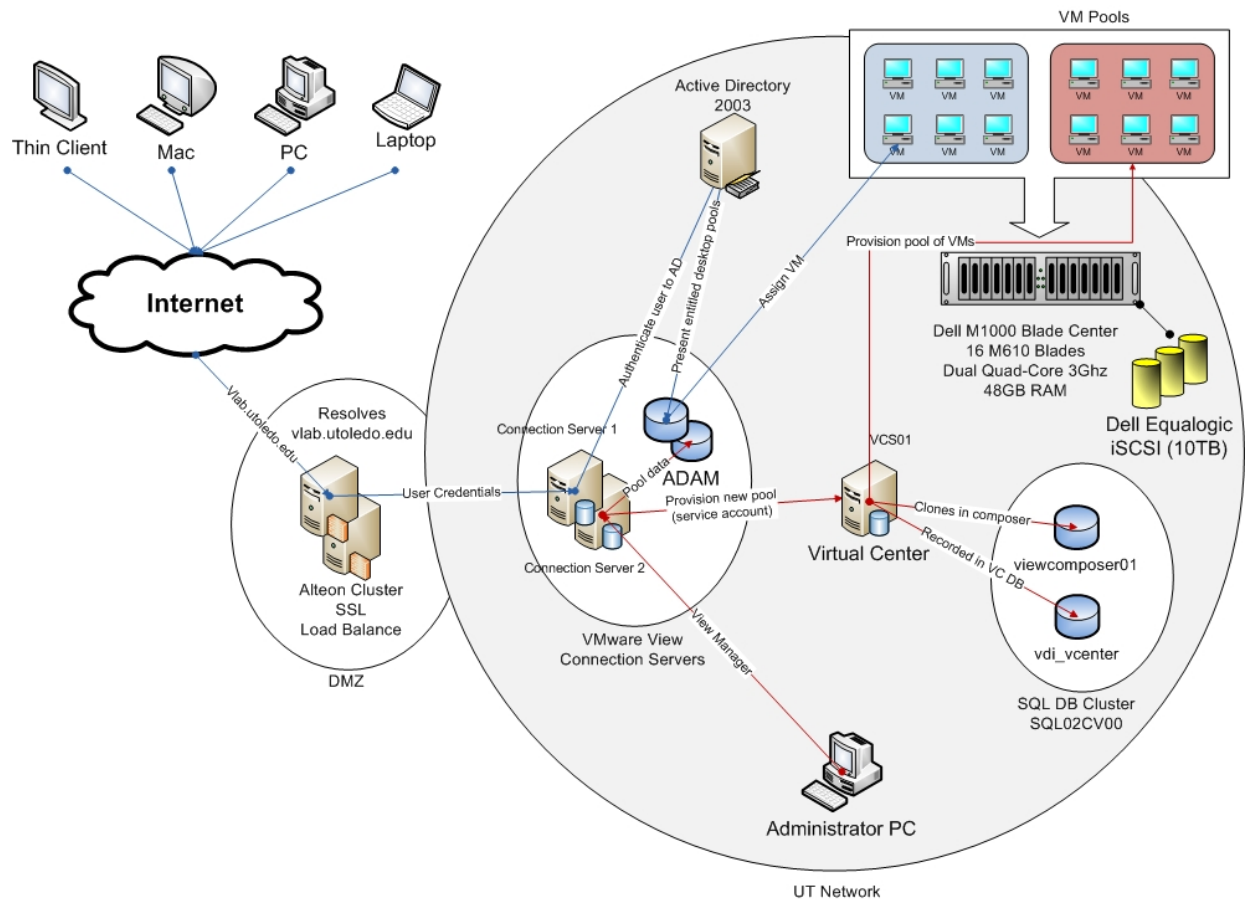 VM Pools
VM
VM
VM
VM
VM
VM
VM
VM
VM
VM
VM
VM
Thin Client
Mac
PC
Laptop
Active Directory
2003
Internet
Provision pool of VMs
Authenticate user to AD
Present entitled desktop pools
Assign VM
Dell M1000 Blade Center
16 M610 Blades
Dual Quad-Core 3Ghz
48GB RAM
Dell Equalogic
iSCSI (10TB)
Vlab.utoledo.edu
Resolves
vlab.utoledo.edu
Connection Server 1
ADAM
Pool data
VCS01
User Credentials
Provision new pool
(service account)
Clones in composer
Recorded in VC DB
Virtual Center
viewcomposer01
Connection Server 2
Alteon Cluster
SSL
Load Balance
DMZ
VMware View
Connection Servers
View Manager
vdi_vcenter
SQL DB Cluster
SQL02CV00
Administrator PC
UT Network